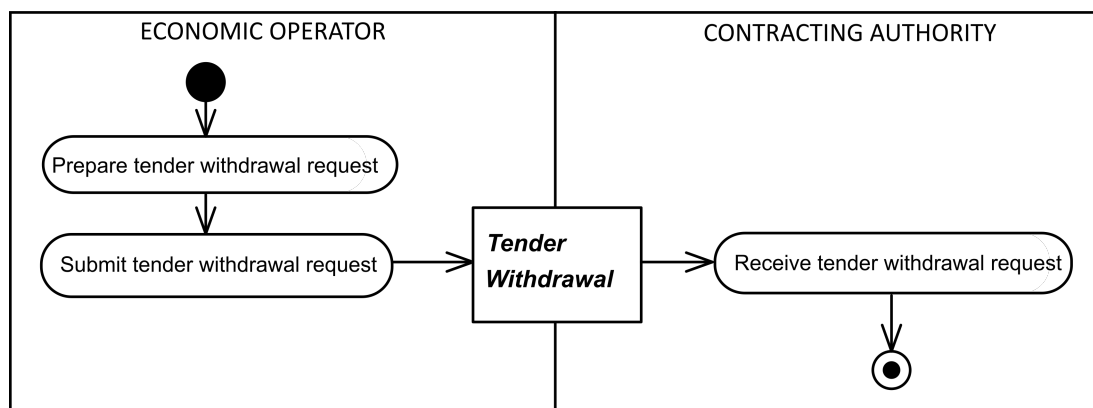 ECONOMIC OPERATOR
CONTRACTING AUTHORITY
Prepare tender withdrawal request
Submit tender withdrawal request
Tender
Withdrawal
Receive tender withdrawal request